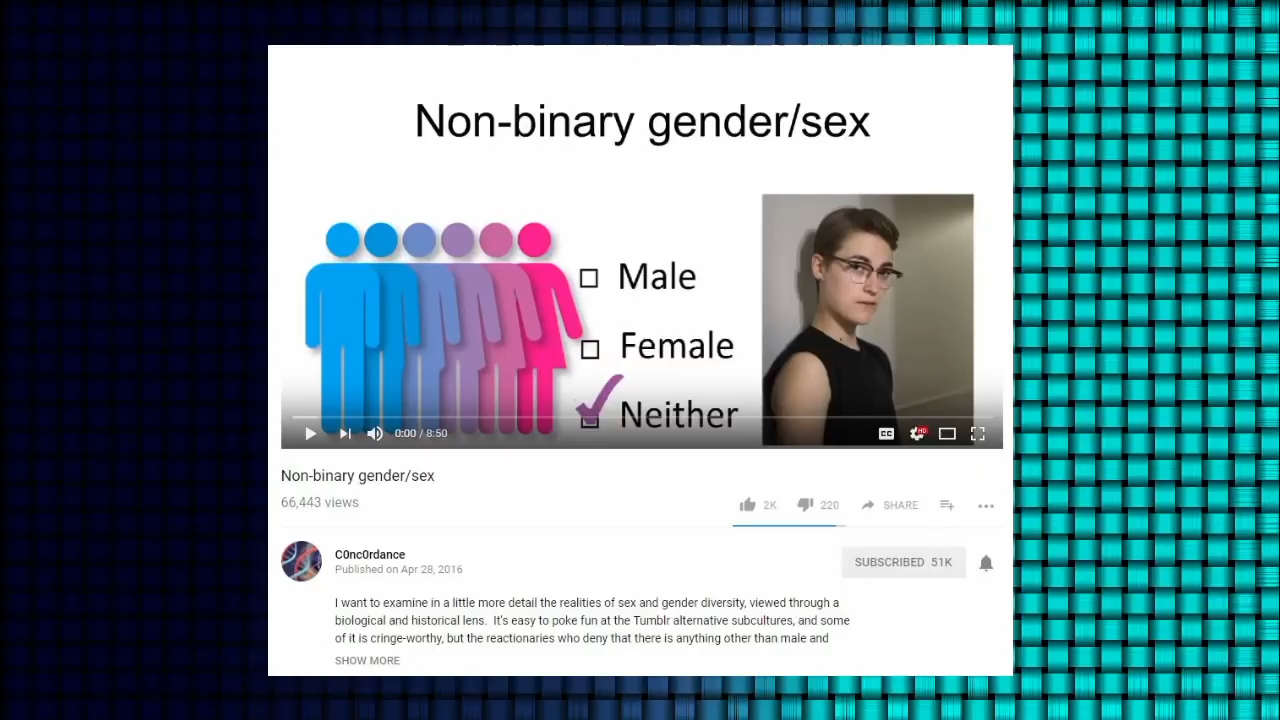 Non-binary gender/sex
Male
Female
Neither
0:00 / 8:50
CC
HD
Non-binary gender/sex
66,443 views
2K
220
SHARE
C0nc0rdance
Published on Apr 28, 2016
SUBSCRIBED 51K
I want to examine in a little more detail the realities of sex and gender diversity, viewed through a
biological and historical lens. It's easy to poke fun at the Tumblr alternative subcultures, and some
of it is cringe-worthy, but the reactionaries who deny that there is anything other than male and
SHOW MORE